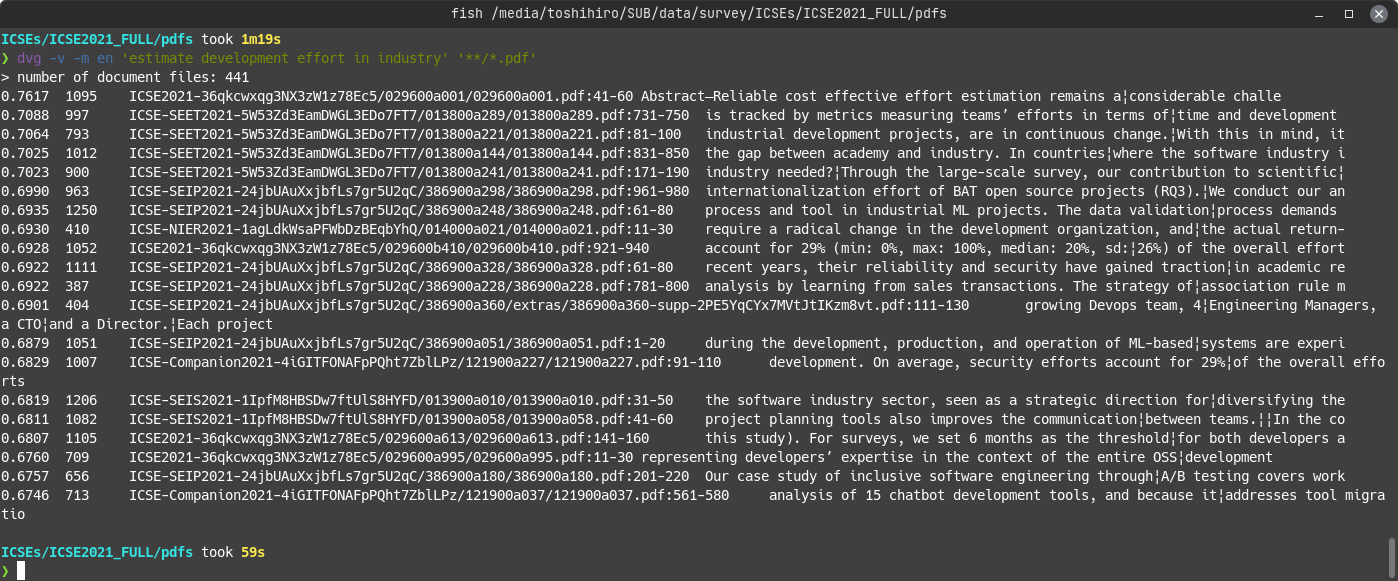 fish /media/toshihiro/SUB/data/survey/ICSEs/ICSE2021_FULL/pdfs
ICSEs/ICSE2021_FULL/pdfs took 1m19s
❯ dvg -v -m en 'estimate development effort in industry' '**/*.pdf'
> number of document files: 441
0.7617 1095 ICSE2021-36qkcwxqg3NX3zW1z78Ec5/029600a001/029600a001.pdf:41-60 Abstract—Reliable cost effective effort estimation remains a¦considerable challe
0.7088 997 ICSE-SEET2021-5W53Zd3EamDWGL3EDo7FT7/013800a289/013800a289.pdf:731-750 is tracked by metrics measuring teams’ efforts in terms of¦time and development
0.7064 793 ICSE-SEET2021-5W53Zd3EamDWGL3EDo7FT7/013800a221/013800a221.pdf:81-100 industrial development projects, are in continuous change.¦With this in mind, it
0.7025 1012 ICSE-SEET2021-5W53Zd3EamDWGL3EDo7FT7/013800a144/013800a144.pdf:831-850 the gap between academy and industry. In countries¦where the software industry i
0.7023 900 ICSE-SEET2021-5W53Zd3EamDWGL3EDo7FT7/013800a241/013800a241.pdf:171-190 industry needed?¦Through the large-scale survey, our contribution to scientific¦
0.6990 963 ICSE-SEIP2021-24jbUAuXxjbfLs7gr5U2qC/386900a298/386900a298.pdf:961-980 internationalization effort of BAT open source projects (RQ3).¦We conduct our an
0.6935 1250 ICSE-SEIP2021-24jbUAuXxjbfLs7gr5U2qC/386900a248/386900a248.pdf:61-80 process and tool in industrial ML projects. The data validation¦process demands
0.6930 410 ICSE-NIER2021-1agLdkWsaPFWbDzBEqbYhQ/014000a021/014000a021.pdf:11-30 require a radical change in the development organization, and¦the actual return-
0.6928 1052 ICSE2021-36qkcwxqg3NX3zW1z78Ec5/029600b410/029600b410.pdf:921-940 account for 29% (min: 0%, max: 100%, median: 20%, sd:¦26%) of the overall effort
0.6922 1111 ICSE-SEIP2021-24jbUAuXxjbfLs7gr5U2qC/386900a328/386900a328.pdf:61-80 recent years, their reliability and security have gained traction¦in academic re
0.6922 387 ICSE-SEIP2021-24jbUAuXxjbfLs7gr5U2qC/386900a228/386900a228.pdf:781-800 analysis by learning from sales transactions. The strategy of¦association rule m
0.6901 404 ICSE-SEIP2021-24jbUAuXxjbfLs7gr5U2qC/386900a360/extras/386900a360-supp-2PE5YqCYx7MVtJtIKzm8vt.pdf:111-130 growing Devops team, 4¦Engineering Managers,
a CTO¦and a Director.¦Each project
0.6879 1051 ICSE-SEIP2021-24jbUAuXxjbfLs7gr5U2qC/386900a051/386900a051.pdf:1-20 during the development, production, and operation of ML-based¦systems are experi
0.6829 1007 ICSE-Companion2021-4iGITFONAFpPQht7ZblLPz/121900a227/121900a227.pdf:91-110 development. On average, security efforts account for 29%¦of the overall effo
rts
0.6819 1206 ICSE-SEIS2021-1IpfM8HBSDw7ftUlS8HYFD/013900a010/013900a010.pdf:31-50 the software industry sector, seen as a strategic direction for¦diversifying the
0.6811 1082 ICSE-SEIS2021-1IpfM8HBSDw7ftUlS8HYFD/013900a058/013900a058.pdf:41-60 project planning tools also improves the communication¦between teams.¦¦In the co
0.6807 1105 ICSE2021-36qkcwxqg3NX3zW1z78Ec5/029600a613/029600a613.pdf:141-160 this study). For surveys, we set 6 months as the threshold¦for both developers a
0.6760 709 ICSE2021-36qkcwxqg3NX3zW1z78Ec5/029600a995/029600a995.pdf:11-30 representing developers’ expertise in the context of the entire OSS¦development
0.6757 656 ICSE-SEIP2021-24jbUAuXxjbfLs7gr5U2qC/386900a180/386900a180.pdf:201-220 Our case study of inclusive software engineering through¦A/B testing covers work
0.6746 713 ICSE-Companion2021-4iGITFONAFpPQht7ZblLPz/121900a037/121900a037.pdf:561-580 analysis of 15 chatbot development tools, and because it¦addresses tool migra
tio
ICSEs/ICSE2021_FULL/pdfs took 59s
❯